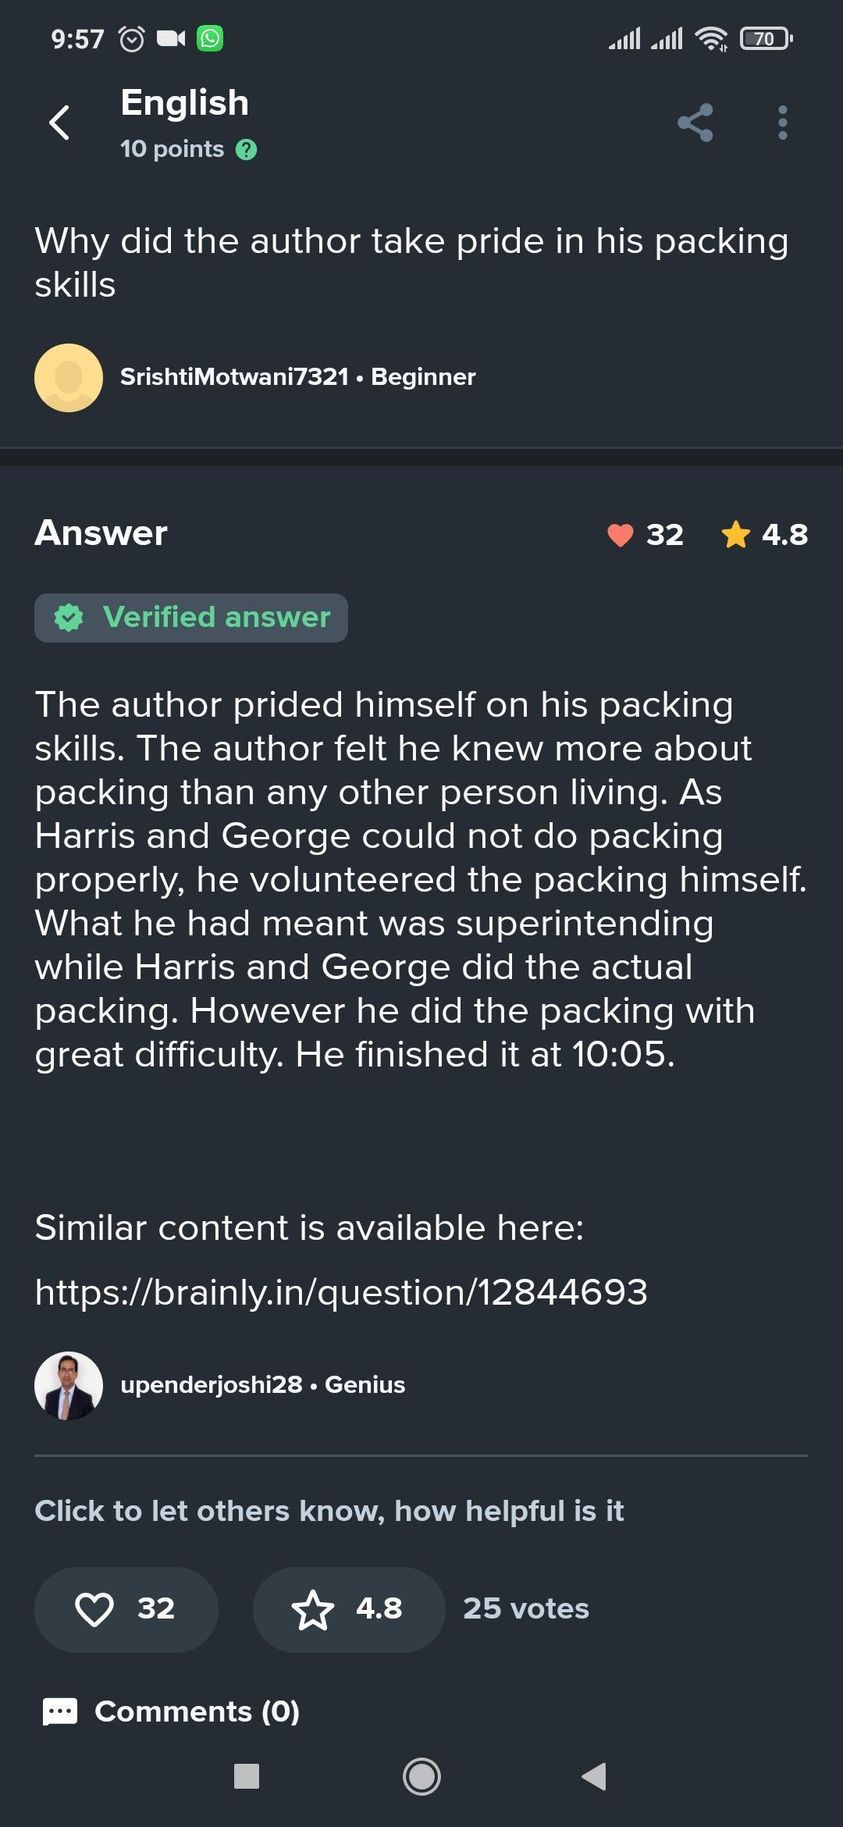 9:57
70
English
10 points ?
Why did the author take pride in his packing
skills
SrishtiMotwani7321 • Beginner
Answer
32
4.8
Verified answer
The author prided himself on his packing
skills. The author felt he knew more about
packing than any other person living. As
Harris and George could not do packing
properly, he volunteered the packing himself.
What he had meant was superintending
while Harris and George did the actual
packing. However he did the packing with
great difficulty. He finished it at 10:05.
Similar content is available here:
https://brainly.in/question/12844693
upenderjoshi28 • Genius
Click to let others know, how helpful is it
32
4.8
25 votes
Comments (0)